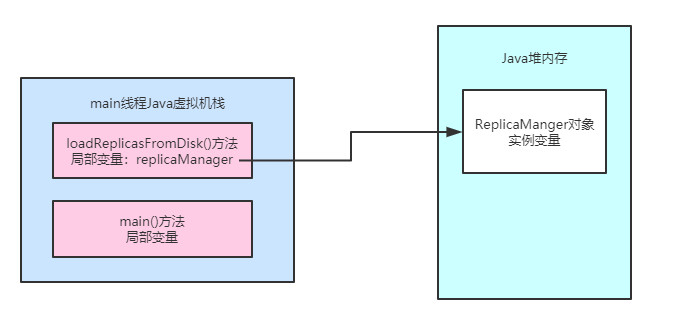 main线程Java虚拟机栈
loadReplicasFromDisk()方法
局部变量：replicaManager
main()方法
局部变量
Java堆内存
ReplicaManger对象
实例变量